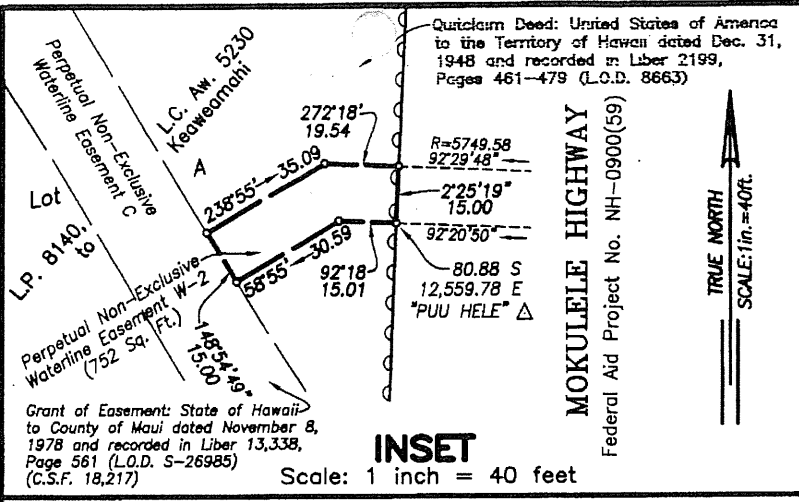 Quitclaim Deed: United States of America
to the Territory of Hawaii dated Dec. 31,
1948 and recorded in Liber 2199,
Pages 461-479 (L.O.D. 8663)
Perpetual Non-Exclusive
Waterline Easement C
L.C. Aw. 5230
Keaweamahi
A
Lot
L.P. 8140,
to
272°18'
19.54
R=5749.58
92°29'48"
238°55' 35.09
2°25'19"
15.00
92°20'50"
58°55' 30.59
92°18
15.01
80.88 S
12,559.78 E
"PUU HELE" △
148°54'49"
15.00
Perpetual Non-Exclusive
Waterline Easement W-2
(752 Sq. Ft.)
MOKULELE HIGHWAY
Federal Aid Project No. NH-0900(59)
TRUE NORTH
SCALE:1in.=40ft.
Grant of Easement: State of Hawaii
to County of Maui dated November 8,
1978 and recorded in Liber 13,338,
Page 561 (L.O.D. S-26985)
(C.S.F. 18,217)
INSET
Scale: 1 inch = 40 feet